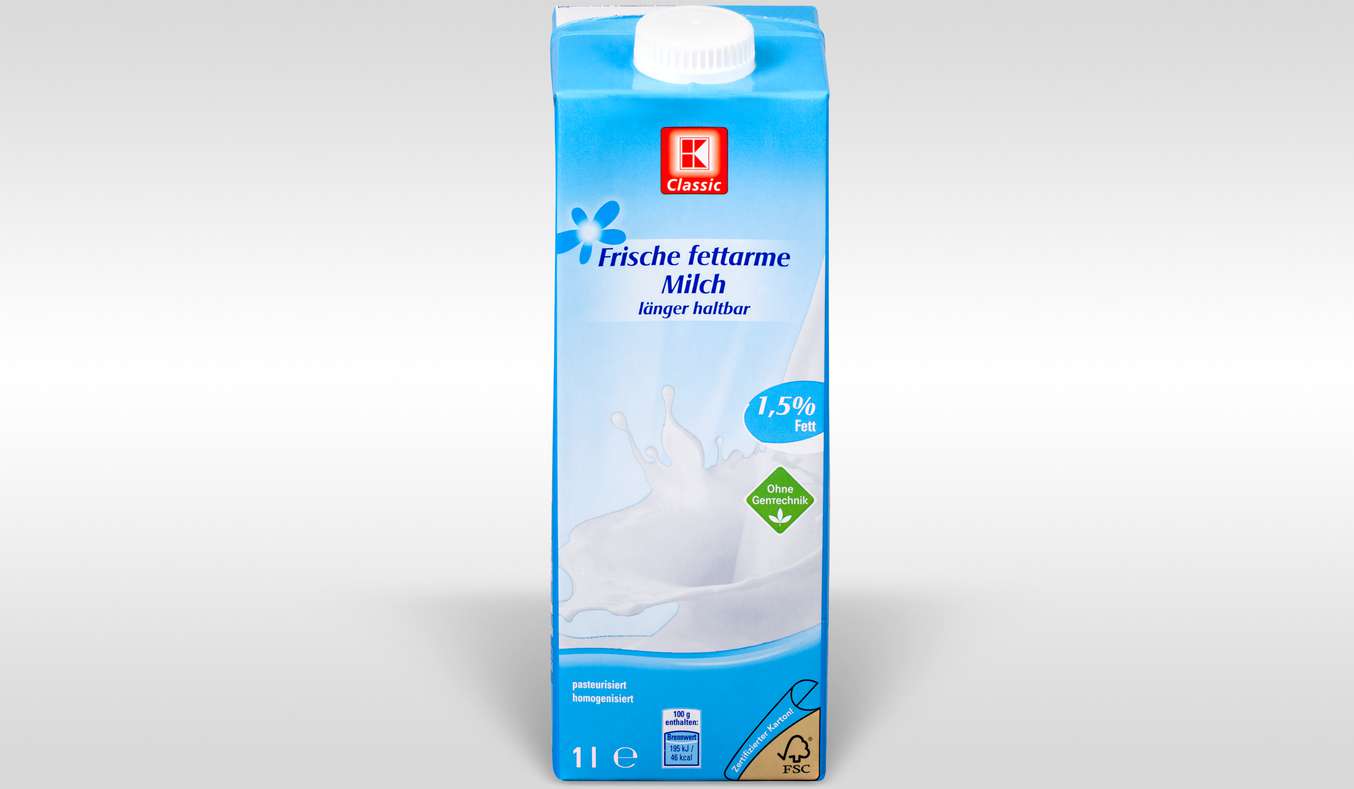 K
Classic
Frische fettarme
Milch
länger haltbar
1,5%
Fett
Ohne
GenTechnik
pasteurisiert
homogenisiert
100 g
enthalten:
Brennwert
195 kJ /
46 kcal
1 l ℮
Zertifizierter Karton!
FSC®